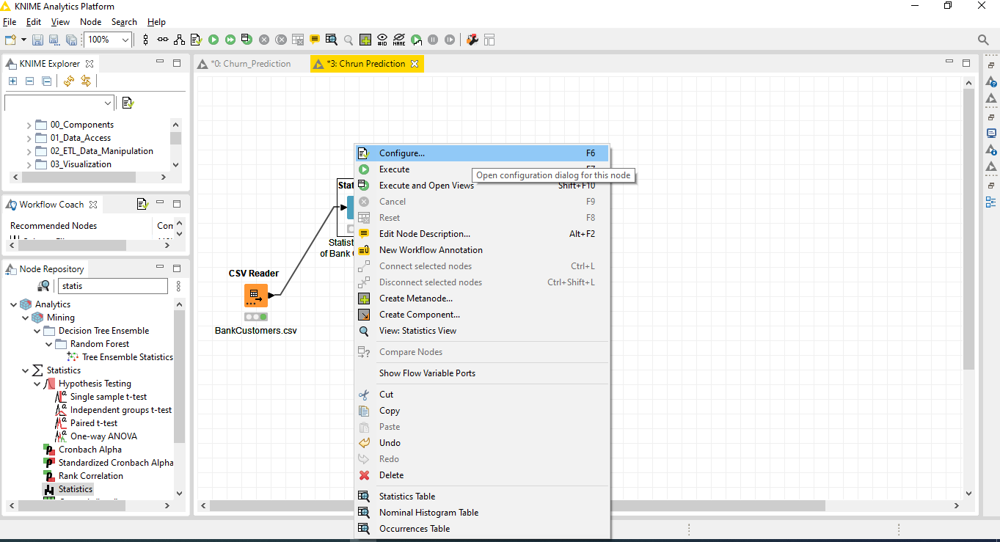 KNIME Analytics Platform
File Edit View Node Search Help
100%
#ID
NAME
KNIME Explorer
00_Components
01_Data_Access
02_ETL_Data_Manipulation
03_Visualization
Workflow Coach
Recommended Nodes Com
Node Repository
statis
Analytics
Mining
Decision Tree Ensemble
Random Forest
Tree Ensemble Statistics
Statistics
Hypothesis Testing
Single sample t-test
Independent groups t-test
Paired t-test
One-way ANOVA
Cronbach Alpha
Standardized Cronbach Alpha
Rank Correlation
Statistics
*0: Churn_Prediction
*3: Chrun Prediction
Stat
Statist
of Bank
CSV Reader
BankCustomers.csv
Configure... F6
Execute F7
Open configuration dialog for this node
Execute and Open Views Shift+F10
Cancel F9
Reset F8
Edit Node Description... Alt+F2
New Workflow Annotation
Connect selected nodes Ctrl+L
Disconnect selected nodes Ctrl+Shift+L
Create Metanode...
Create Component...
View: Statistics View
Compare Nodes
Show Flow Variable Ports
Cut
Copy
Paste
Undo
Redo
Delete
Statistics Table
Nominal Histogram Table
Occurrences Table